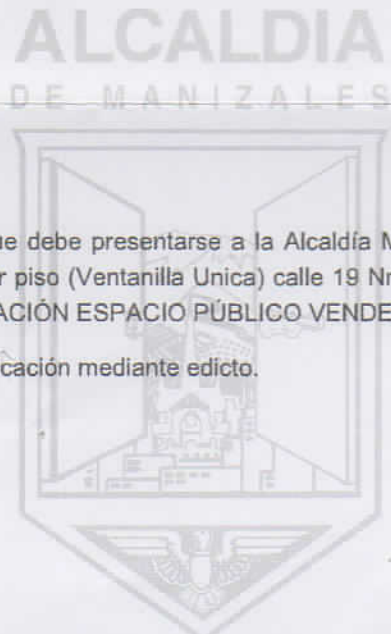 ALCALDIA
DE MANIZALES
ue debe presentarse a la Alcaldía M
r piso (Ventanilla Unica) calle 19 Nr
ACIÓN ESPACIO PÚBLICO VENDE
cación mediante edicto.